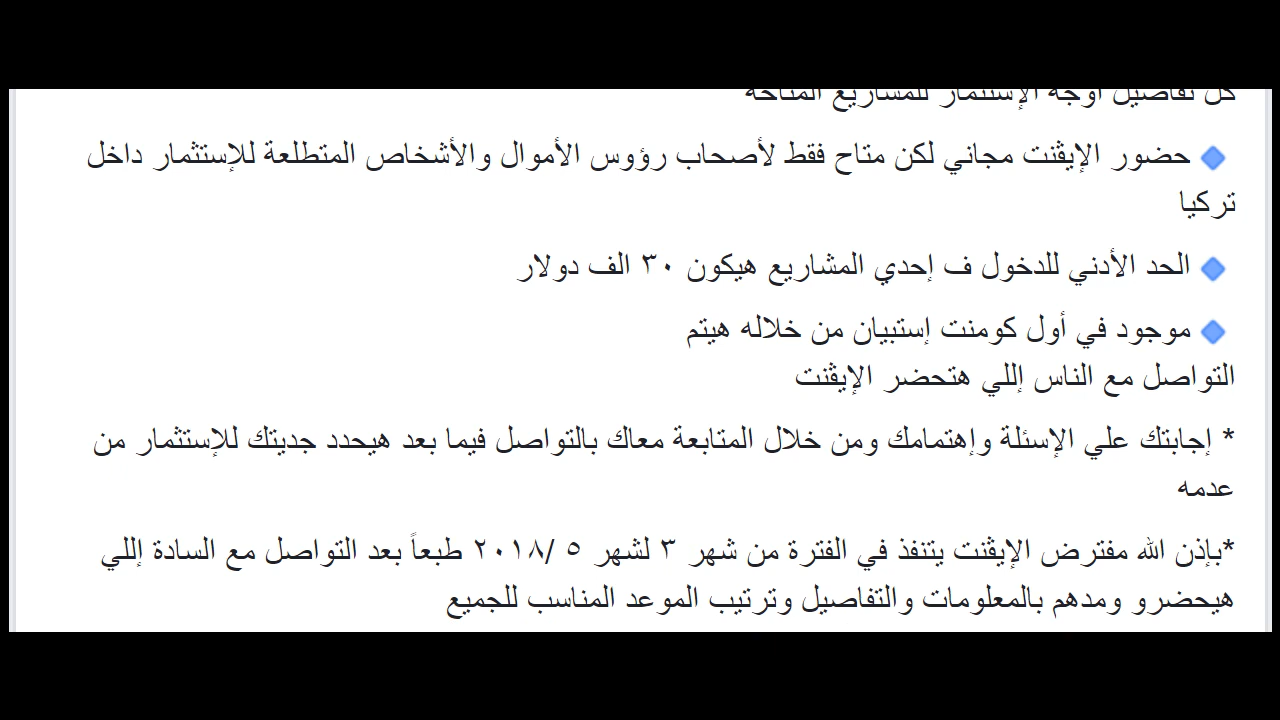 كل تفاصيل أوجه الإستثمار للمشاريع المتاحة
🔷 حضور الإيڤنت مجاني لكن متاح فقط لأصحاب رؤوس الأموال والأشخاص المتطلعة للإستثمار داخل
تركيا
🔷 الحد الأدني للدخول ف إحدي المشاريع هيكون ٣٠ الف دولار
🔷 موجود في أول كومنت إستبيان من خلاله هيتم
التواصل مع الناس إللي هتحضر الإيڤنت
* إجابتك علي الإسئلة وإهتمامك ومن خلال المتابعة معاك بالتواصل فيما بعد هيحدد جديتك للإستثمار من
عدمه
*بإذن الله مفترض الإيڤنت يتنفذ في الفترة من شهر ٣ لشهر ٥ /٢٠١٨ طبعاً بعد التواصل مع السادة إللي
هيحضرو ومدهم بالمعلومات والتفاصيل وترتيب الموعد المناسب للجميع